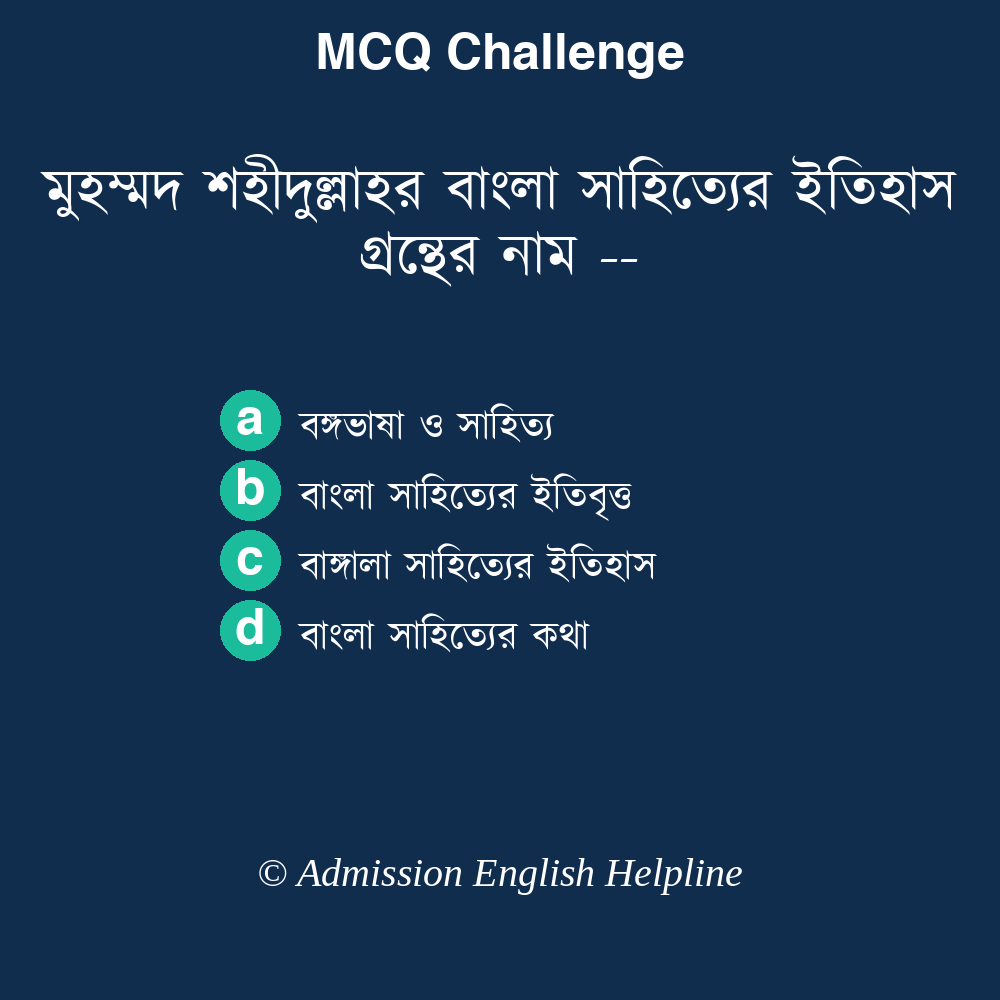 MCQ Challenge
মুহম্মদ শহীদুল্লাহর বাংলা সাহিত্যের ইতিহাস
গ্রন্থের নাম --
a বঙ্গভাষা ও সাহিত্য
b বাংলা সাহিত্যের ইতিবৃত্ত
c বাঙ্গালা সাহিত্যের ইতিহাস
d বাংলা সাহিত্যের কথা
© Admission English Helpline